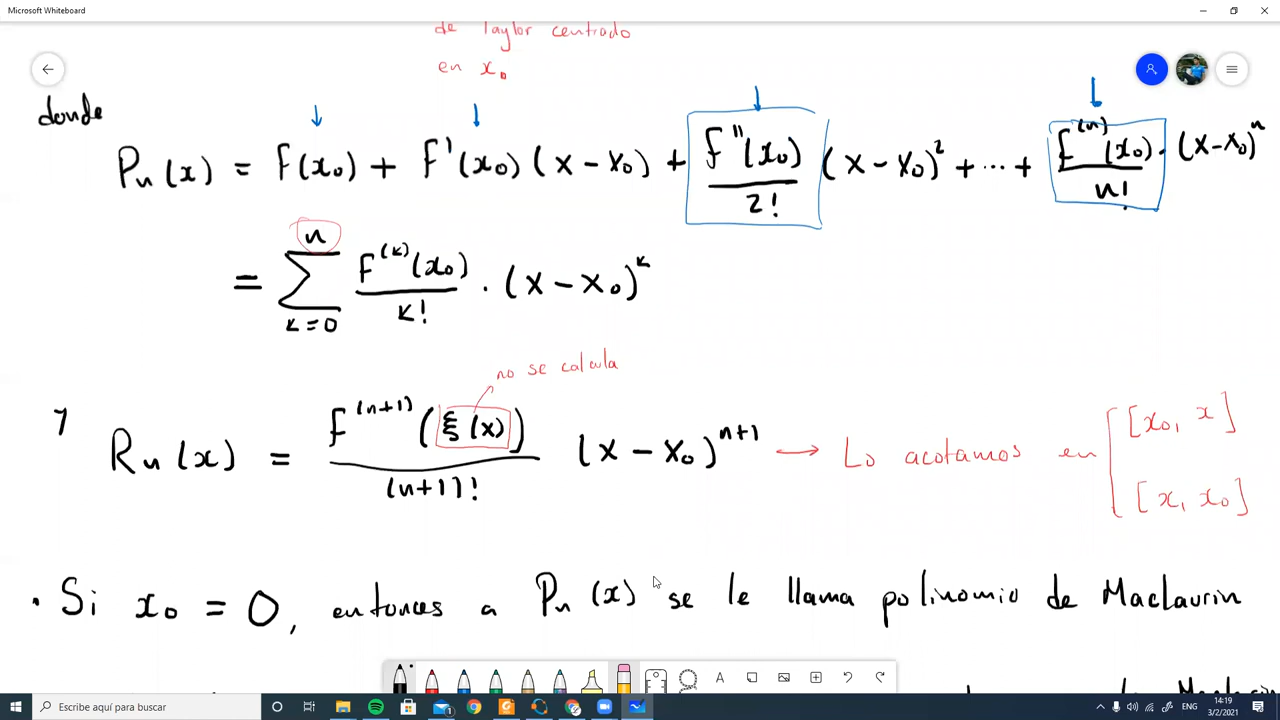 Microsoft Whiteboard
de Taylor centrado
en x₀
donde
Pₙ(x) = f(x₀) + f'(x₀)(x-x₀) + f''(x₀)/2! (x-x₀)² + ··· + f⁽ⁿ⁾(x₀)/n! · (x-x₀)ⁿ
= ∑ₖ₌₀ⁿ f⁽ᵏ⁾(x₀)/k! · (x-x₀)ᵏ
no se calcula
y Rₙ(x) = f⁽ⁿ⁺¹⁾(ξ(x))/(n+1)! (x-x₀)ⁿ⁺¹ → Lo acotamos en [x₀, x]
[x, x₀]
· Si x₀ = 0, entonces a Pₙ(x) se le llama polinomio de Maclaurin
Maclaurin
Escribe aquí para buscar
ENG
14:19
3/2/2021